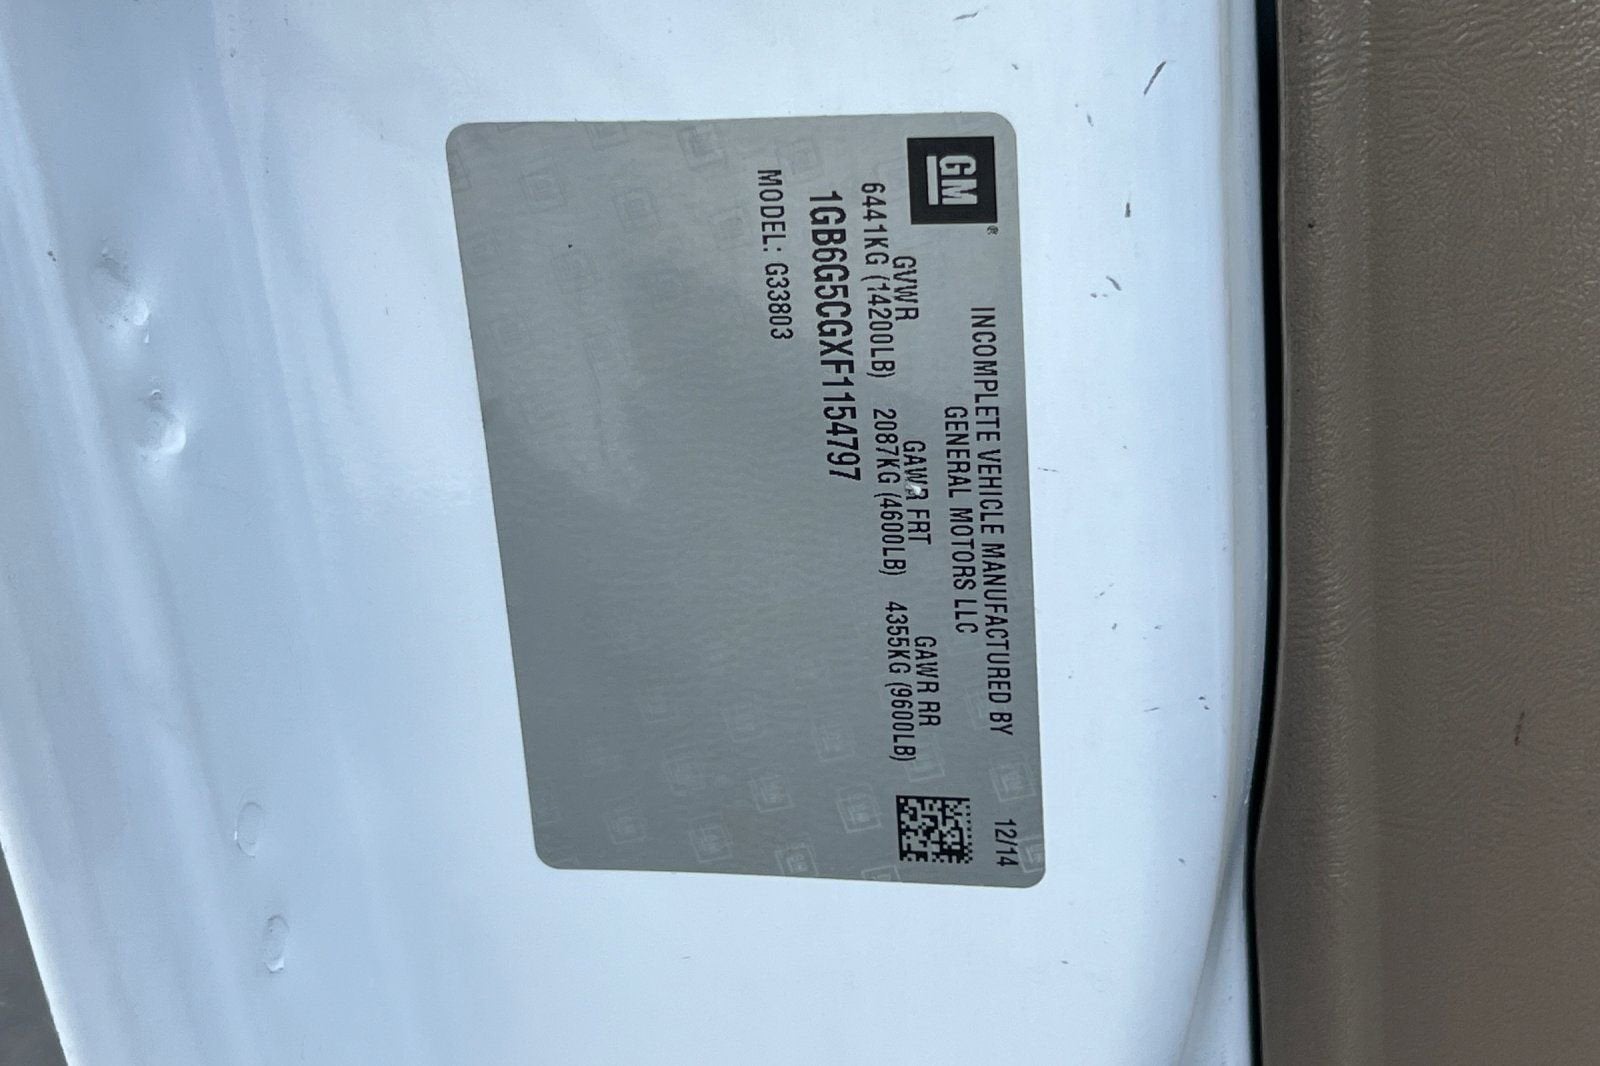 GM®
INCOMPLETE VEHICLE MANUFACTURED BY 12/14
GENERAL MOTORS LLC
GVWR GAWR FRT GAWR RR
6441KG (14200LB) 2087KG (4600LB) 4355KG (9600LB)
1GB6G5CGXF1154797
MODEL: G33803